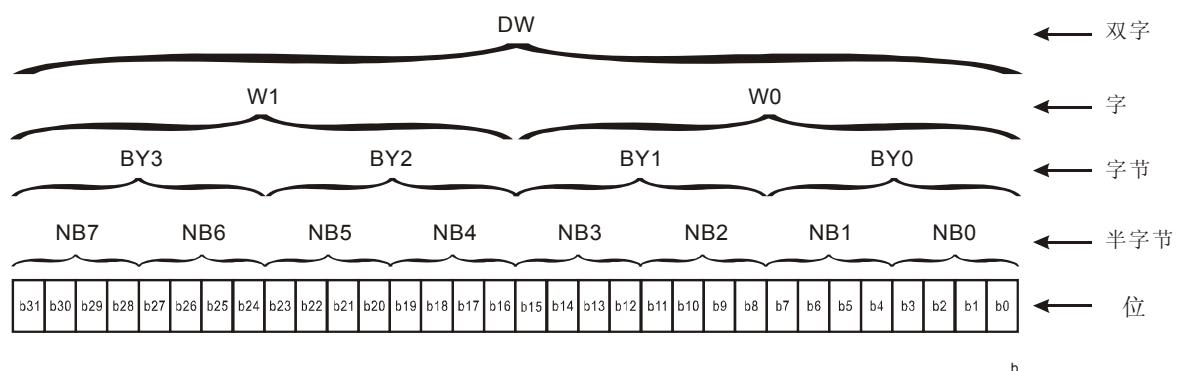 DW 双字
W1 W0 字
BY3 BY2 BY1 BY0 字节
NB7 NB6 NB5 NB4 NB3 NB2 NB1 NB0 半字节
b31 b30 b29 b28 b27 b26 b25 b24 b23 b22 b21 b20 b19 b18 b17 b16 b15 b14 b13 b12 b11 b10 b9 b8 b7 b6 b5 b4 b3 b2 b1 b0 位
h